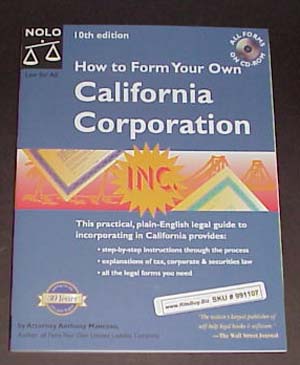 NOLO
10th edition
Law for All
ALL FORMS
ON CD-ROM
How to Form Your Own
California
Corporation
INC.
This practical, plain-English legal guide to
incorporating in California provides:
• step-by-step instructions through the process
• explanations of tax, corporate & securities law
• all the legal forms you need
30 Years
www.RiteBuy.Biz SKU # 991107
"The nation's largest publisher of
self-help legal books & software."
—The Wall Street Journal
by Attorney Anthony Mancuso,
Author of Form Your Own Limited Liability Company